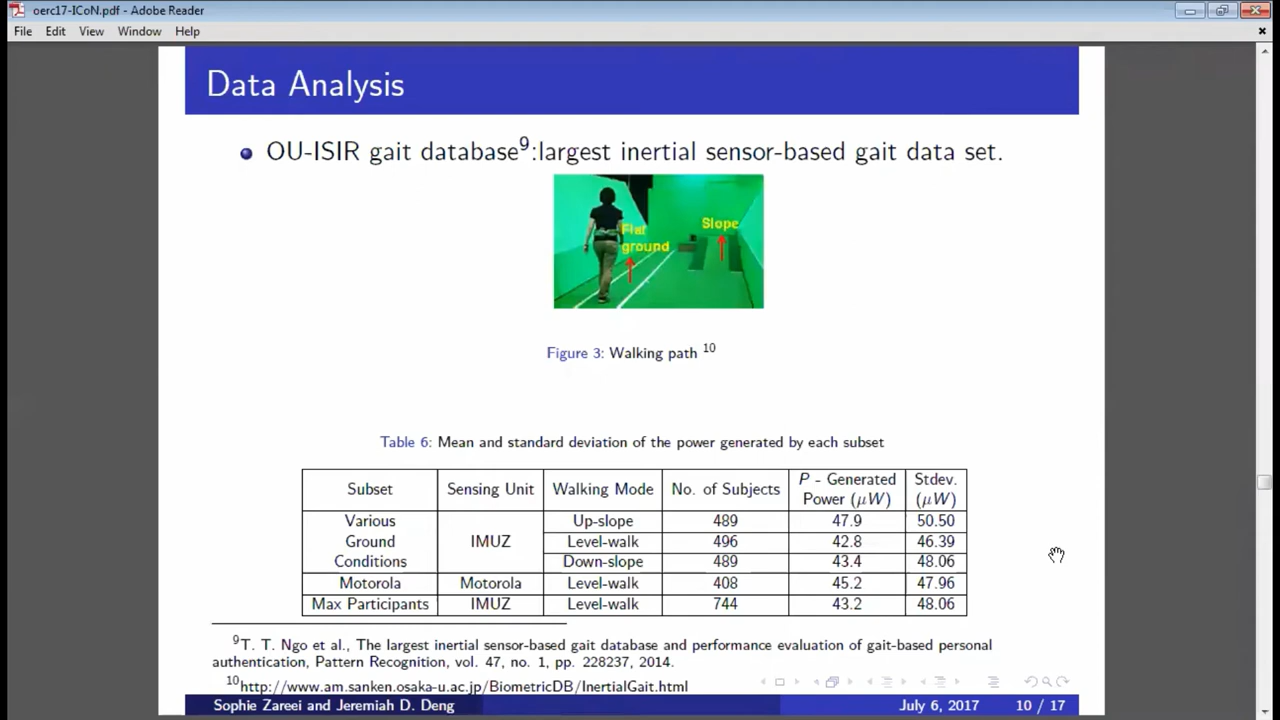 oerc17-ICoN.pdf - Adobe Reader
File Edit View Window Help
Data Analysis
OU-ISIR gait database9:largest inertial sensor-based gait data set.
Flat
ground
Slope
Figure 3: Walking path 10
Table 6: Mean and standard deviation of the power generated by each subset
Subset Sensing Unit Walking Mode No. of Subjects P - Generated Power (μW) Stdev. (μW)
Various Up-slope 489 47.9 50.50
Ground IMUZ Level-walk 496 42.8 46.39
Conditions Down-slope 489 43.4 48.06
Motorola Motorola Level-walk 408 45.2 47.96
Max Participants IMUZ Level-walk 744 43.2 48.06
9T. T. Ngo et al., The largest inertial sensor-based gait database and performance evaluation of gait-based personal
authentication, Pattern Recognition, vol. 47, no. 1, pp. 228237, 2014.
10http://www.am.sanken.osaka-u.ac.jp/BiometricDB/InertialGait.html
Sophie Zareei and Jeremiah D. Deng July 6, 2017 10 / 17